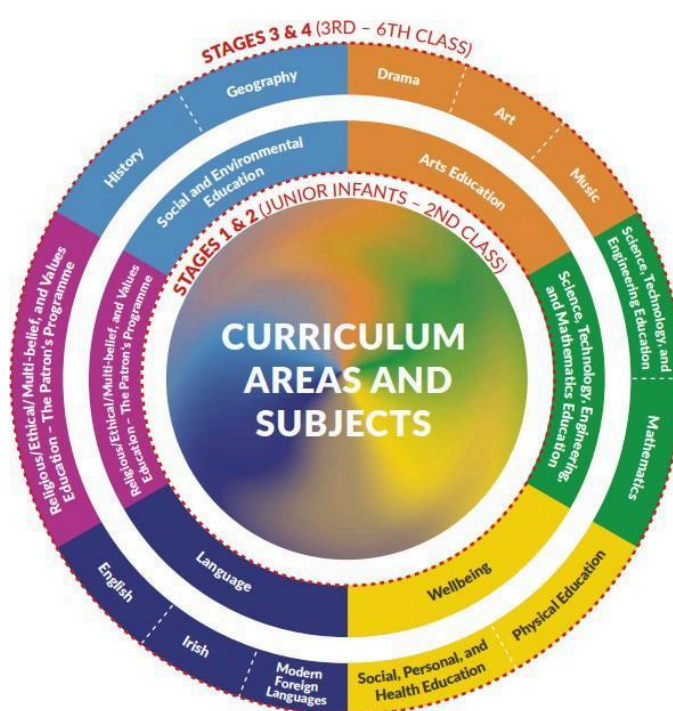 STAGES 3 & 4 (3RD – 6TH CLASS)
Geography
Drama
Art
Music
History
Social and Environmental
Education
Arts Education
STAGES 1 & 2 (JUNIOR INFANTS – 2ND CLASS)
Religious/Ethical/Multi-belief, and Values
Education – The Patron's Programme
Religious/Ethical/Multi-belief, and Values
Education – The Patron's Programme
CURRICULUM
AREAS AND
SUBJECTS
Science, Technology, Engineering,
and Mathematics Education
Science, Technology, and
Engineering Education
Mathematics
Language
Wellbeing
English
Irish
Modern
Foreign
Languages
Social, Personal, and
Health Education
Physical Education